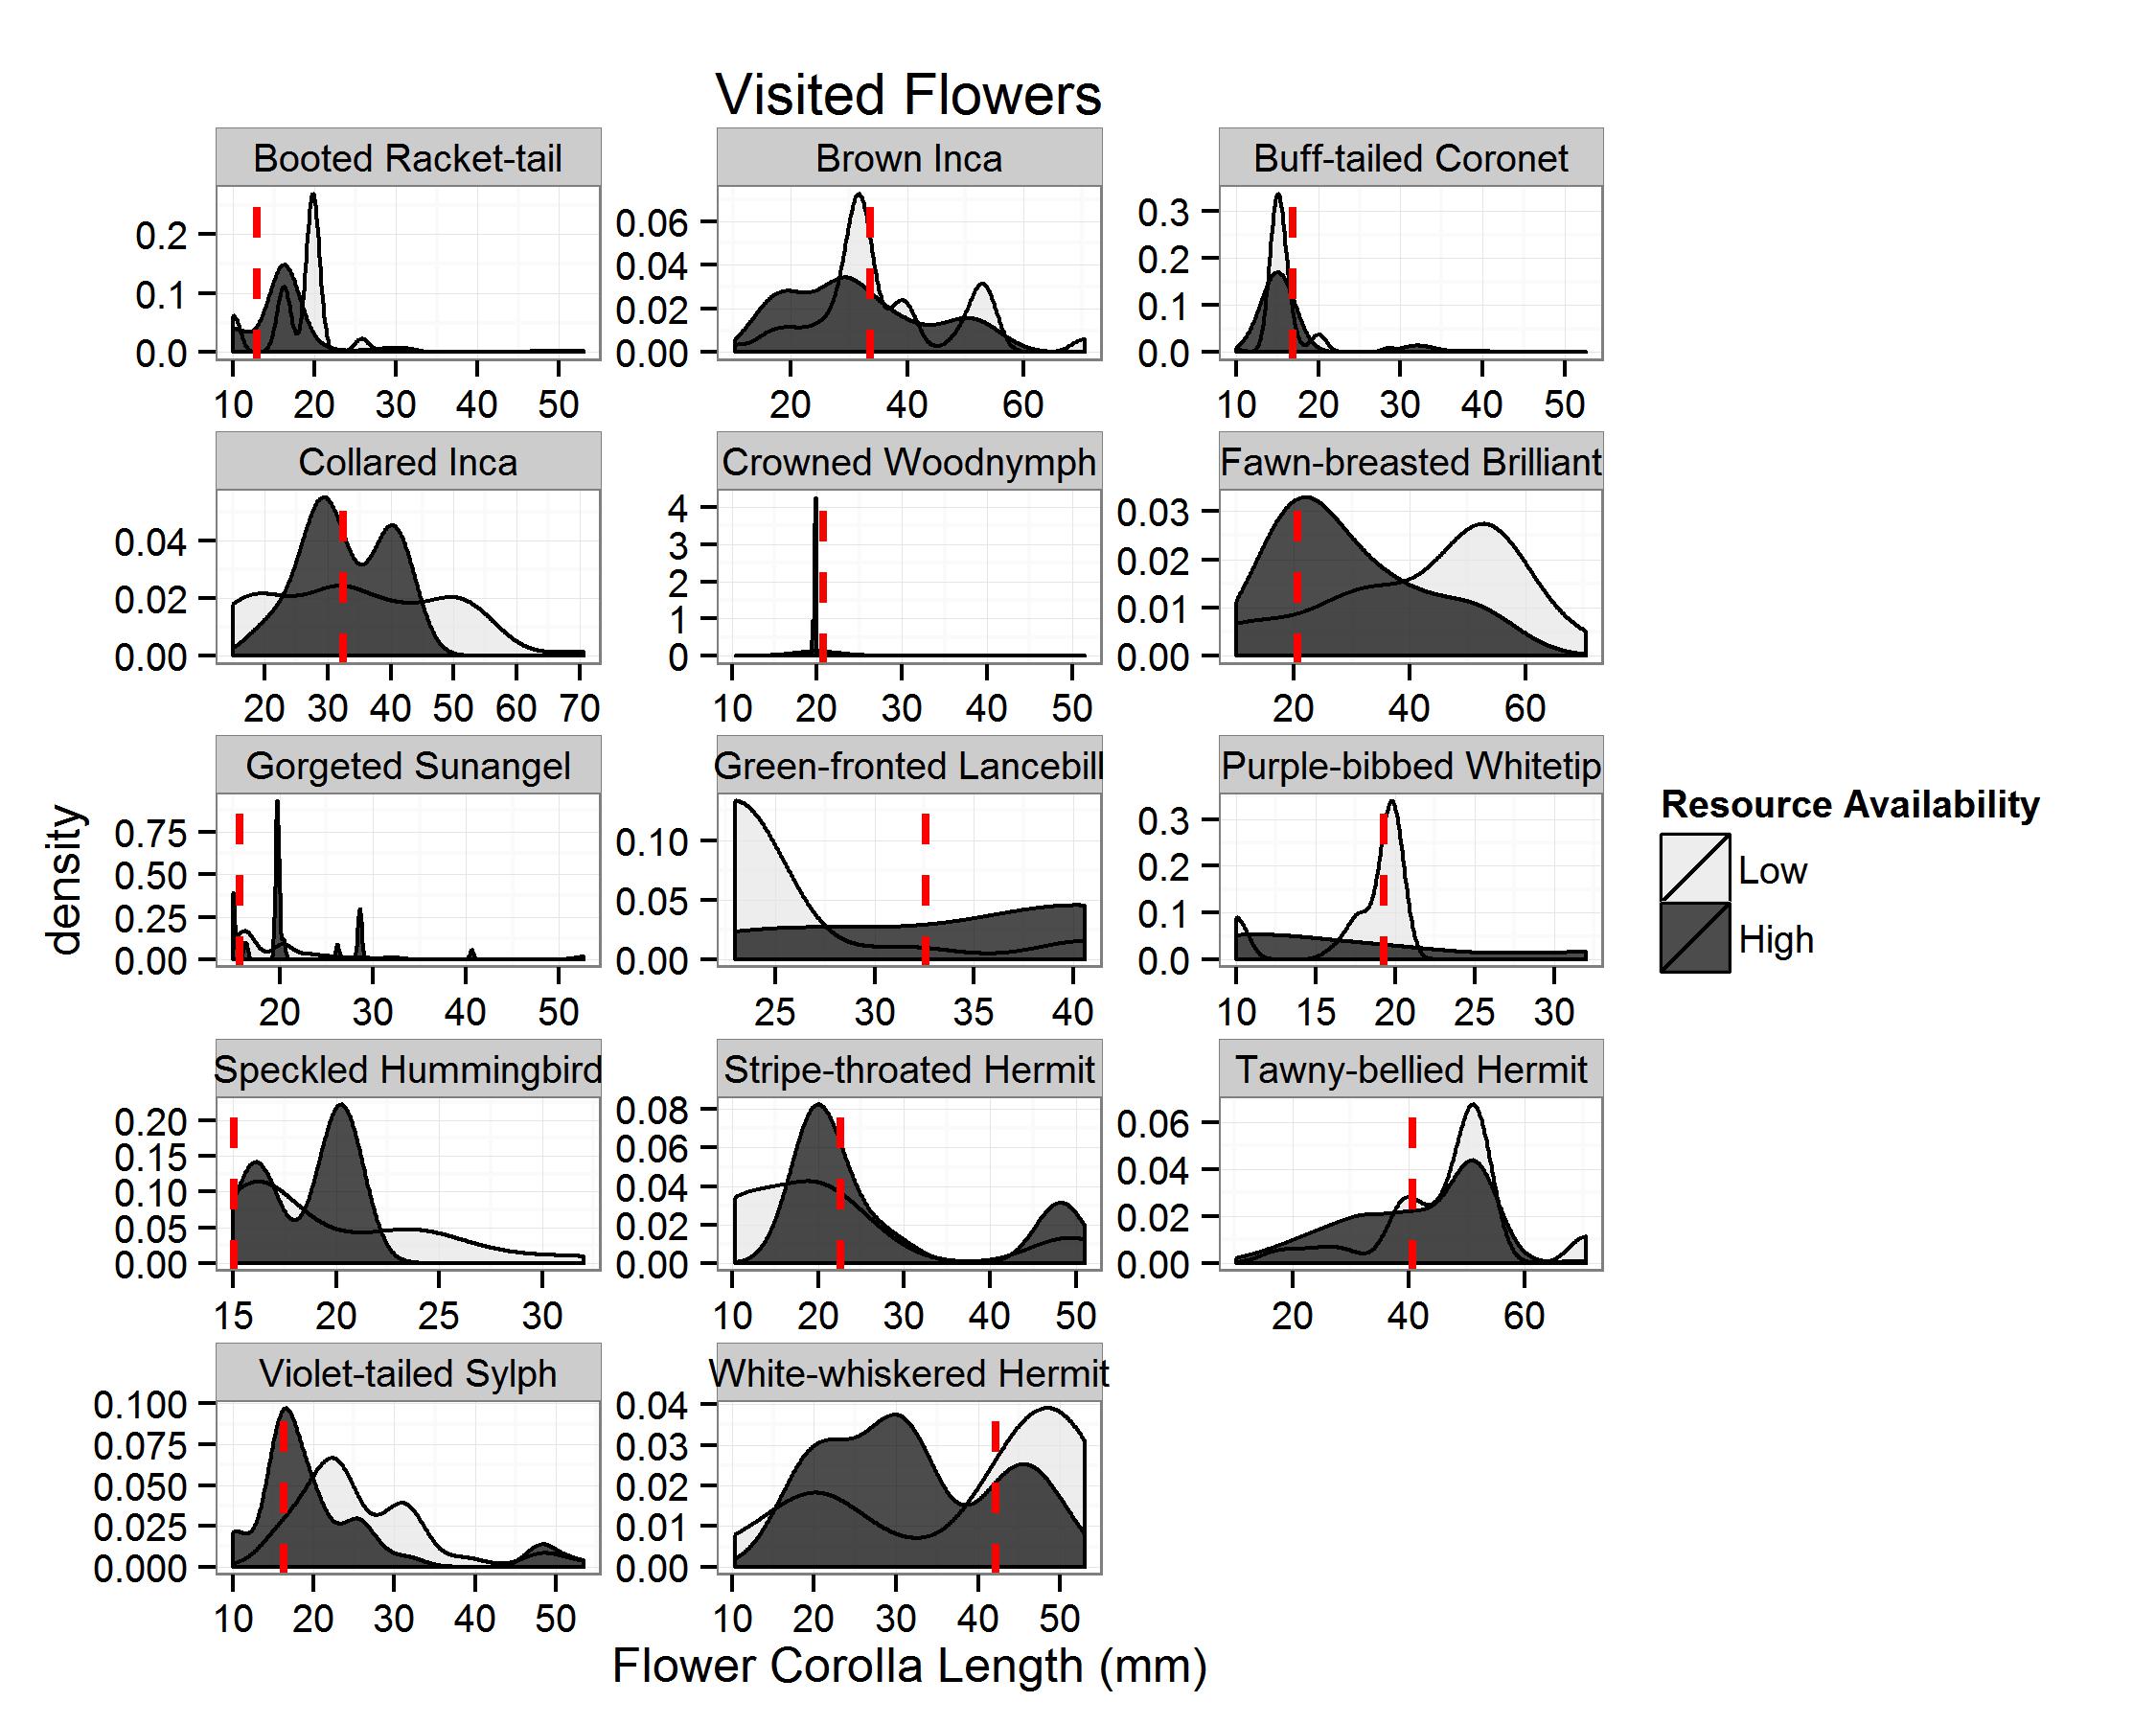 Visited Flowers
Booted Racket-tail Brown Inca Buff-tailed Coronet
0.2
0.1
0.0
10 20 30 40 50
0.06
0.04
0.02
0.00
20 40 60
0.3
0.2
0.1
0.0
10 20 30 40 50
Collared Inca Crowned Woodnymph Fawn-breasted Brilliant
0.04
0.02
0.00
20 30 40 50 60 70
4
3
2
1
0
10 20 30 40 50
0.03
0.02
0.01
0.00
20 40 60
Gorgeted Sunangel Green-fronted Lancebill Purple-bibbed Whitetip
0.75
0.50
0.25
0.00
20 30 40 50
0.10
0.05
0.00
25 30 35 40
0.3
0.2
0.1
0.0
10 15 20 25 30
Speckled Hummingbird Stripe-throated Hermit Tawny-bellied Hermit
0.20
0.15
0.10
0.05
0.00
15 20 25 30
0.08
0.06
0.04
0.02
0.00
10 20 30 40 50
0.06
0.04
0.02
0.00
20 40 60
Violet-tailed Sylph White-whiskered Hermit
0.100
0.075
0.050
0.025
0.000
10 20 30 40 50
0.04
0.03
0.02
0.01
0.00
10 20 30 40 50
density
Flower Corolla Length (mm)
Resource Availability
Low
High